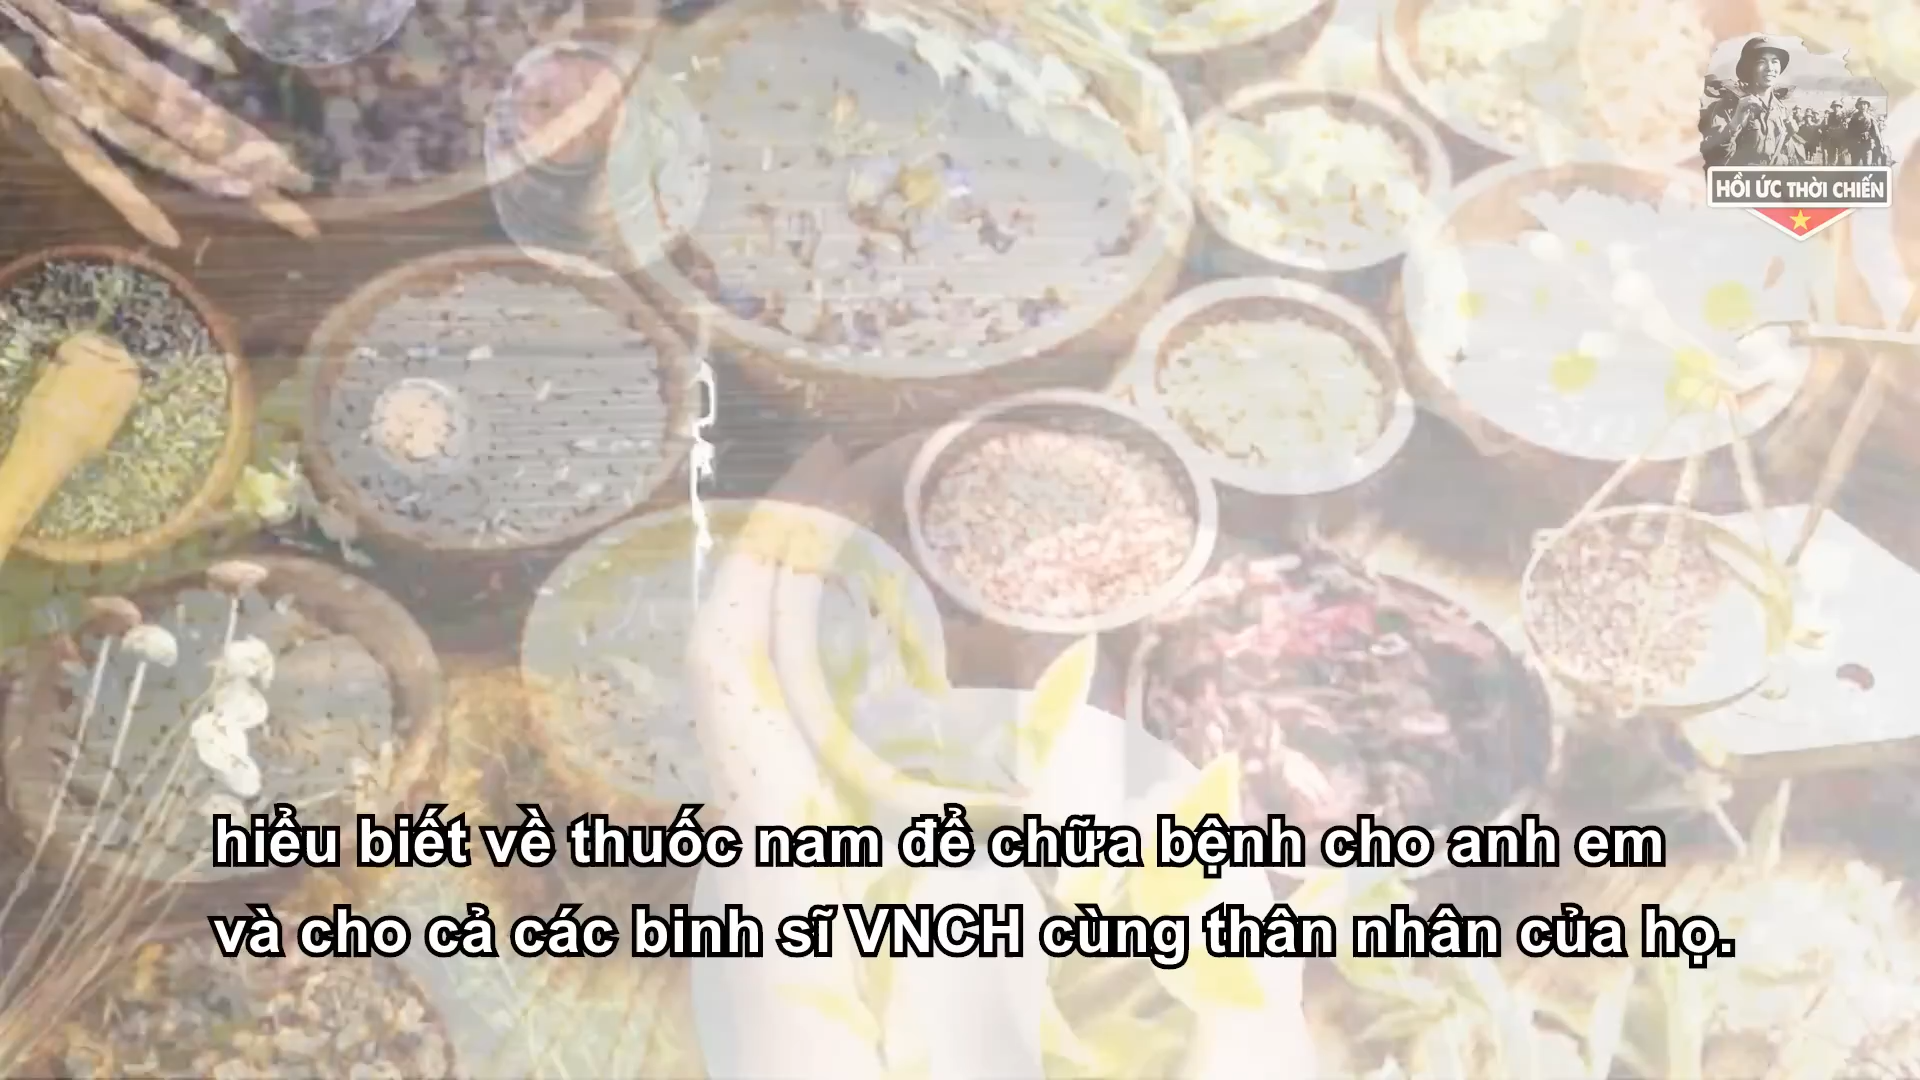 HỒI ỨC THỜI CHIẾN
hiểu biết về thuốc nam để chữa bệnh cho anh em
và cho cả các binh sĩ VNCH cùng thân nhân của họ.